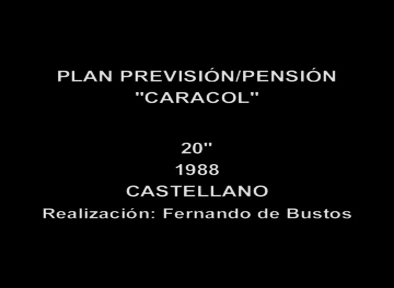 PLAN PREVISIÓN/PENSIÓN
"CARACOL"
20"
1988
CASTELLANO
Realización: Fernando de Bustos